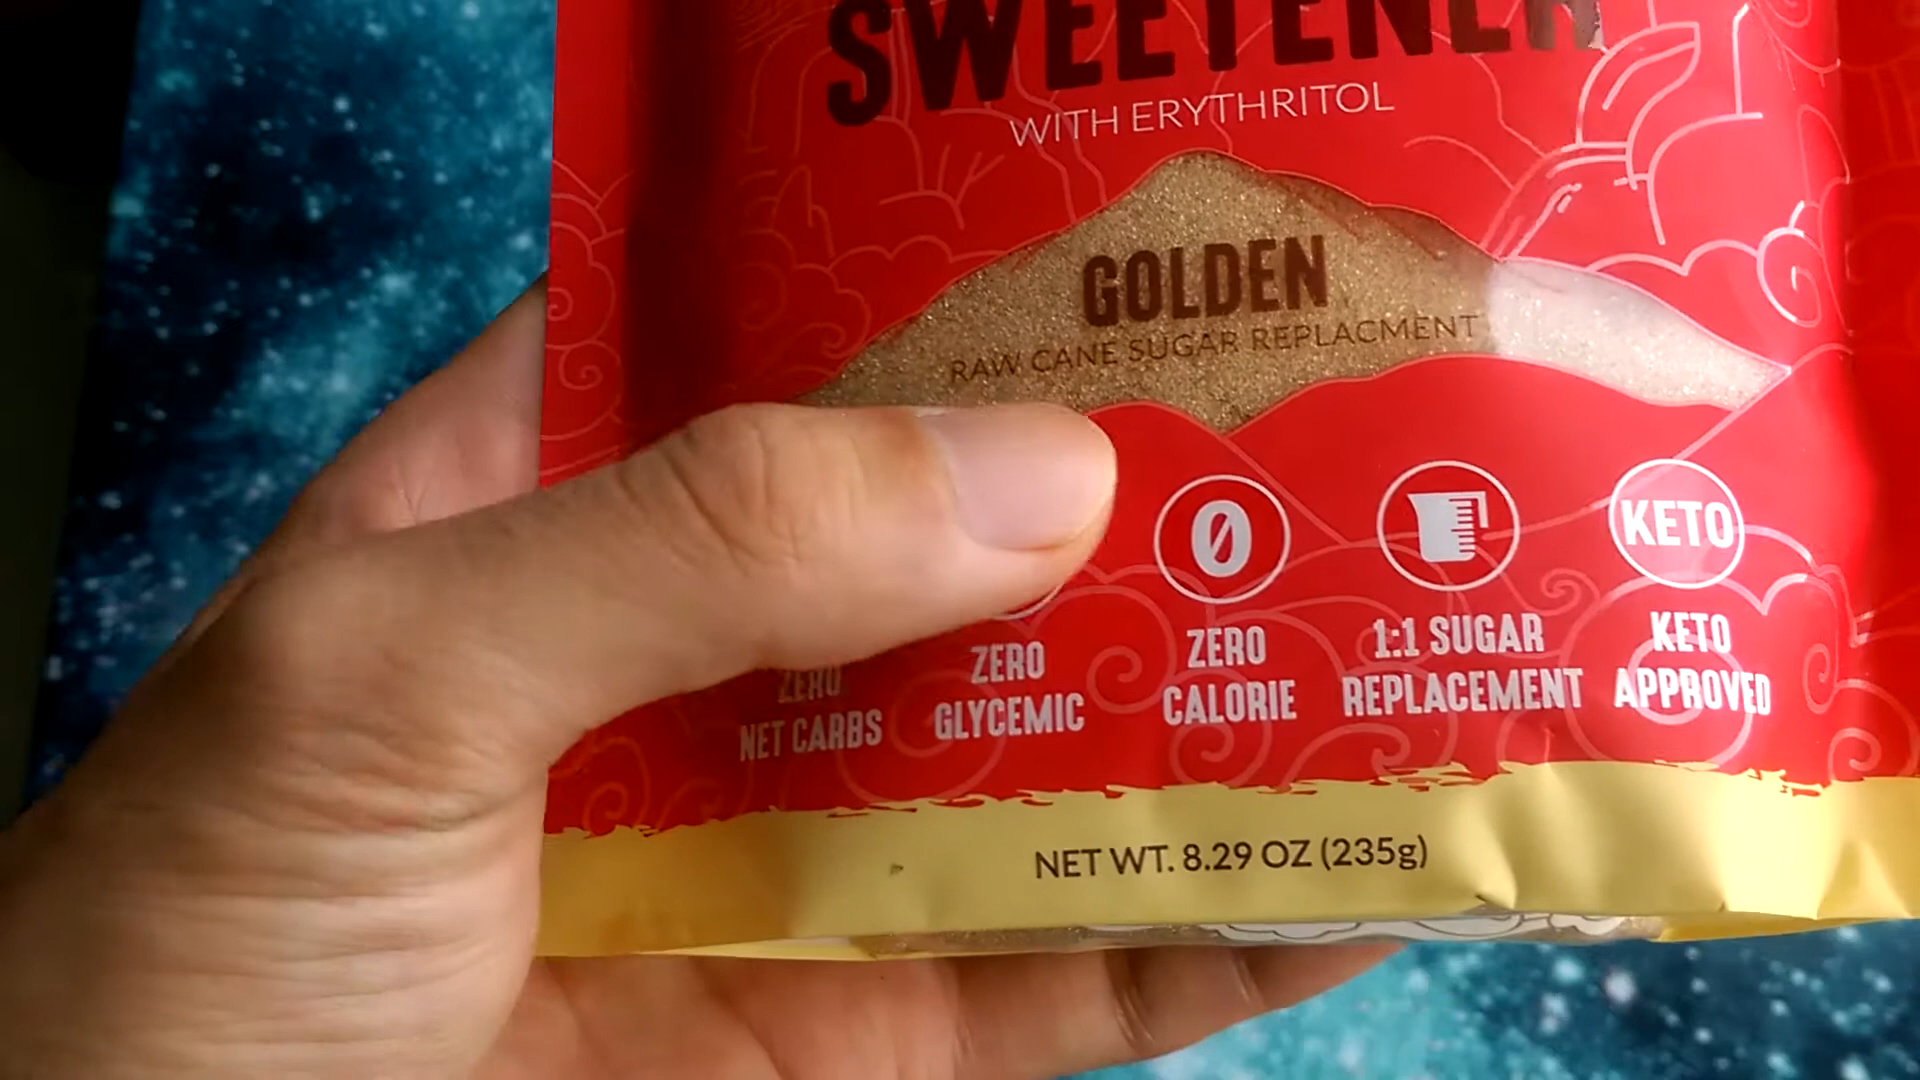 SWEETENER
WITH ERYTHRITOL
GOLDEN
RAW CANE SUGAR REPLACMENT
0
KETO
ZERO
NET CARBS
ZERO
GLYCEMIC
ZERO
CALORIE
1:1 SUGAR
REPLACEMENT
KETO
APPROVED
NET WT. 8.29 OZ (235g)